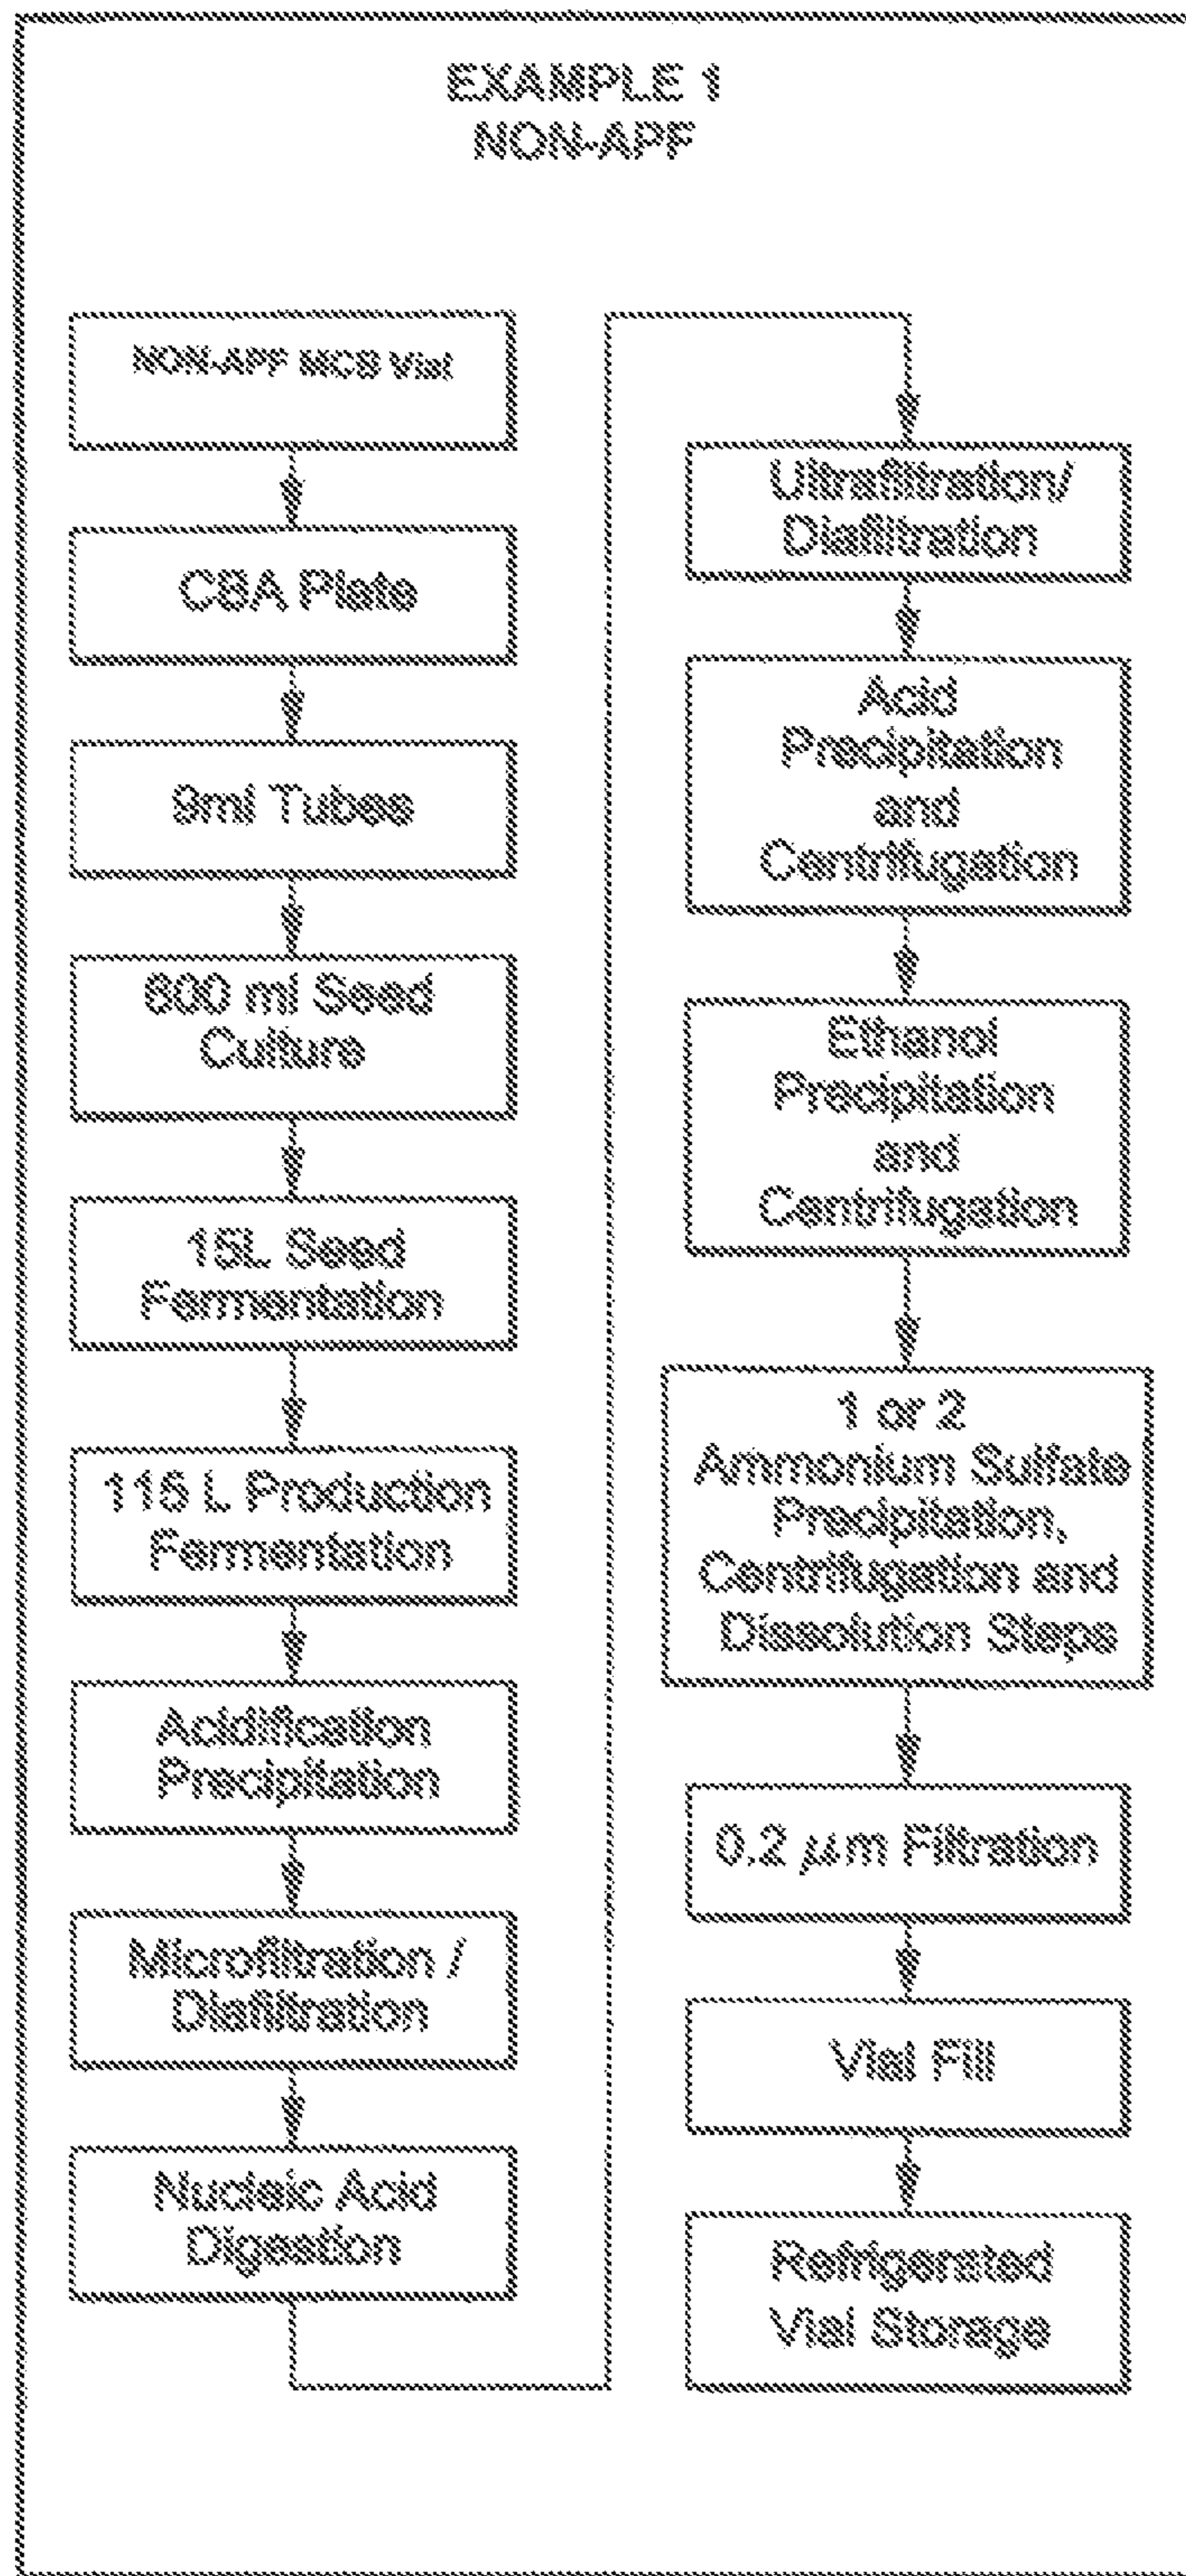 EXAMPLE 1
NON-APF
NON-APF MCB Vial
CBA Plate
9ml Tubes
600 ml Seed
Culture
15L Seed
Fermentation
115 L Production
Fermentation
Acidification
Precipitation
Microfiltration /
Diafiltration
Nucleic Acid
Digestion
Ultrafiltration/
Diafiltration
Acid
Precipitation
and
Centrifugation
Ethanol
Precipitation
and
Centrifugation
1 or 2
Ammonium Sulfate
Precipitation,
Centrifugation and
Dissolution Steps
0.2 μm Filtration
Vial Fill
Refrigerated
Vial Storage